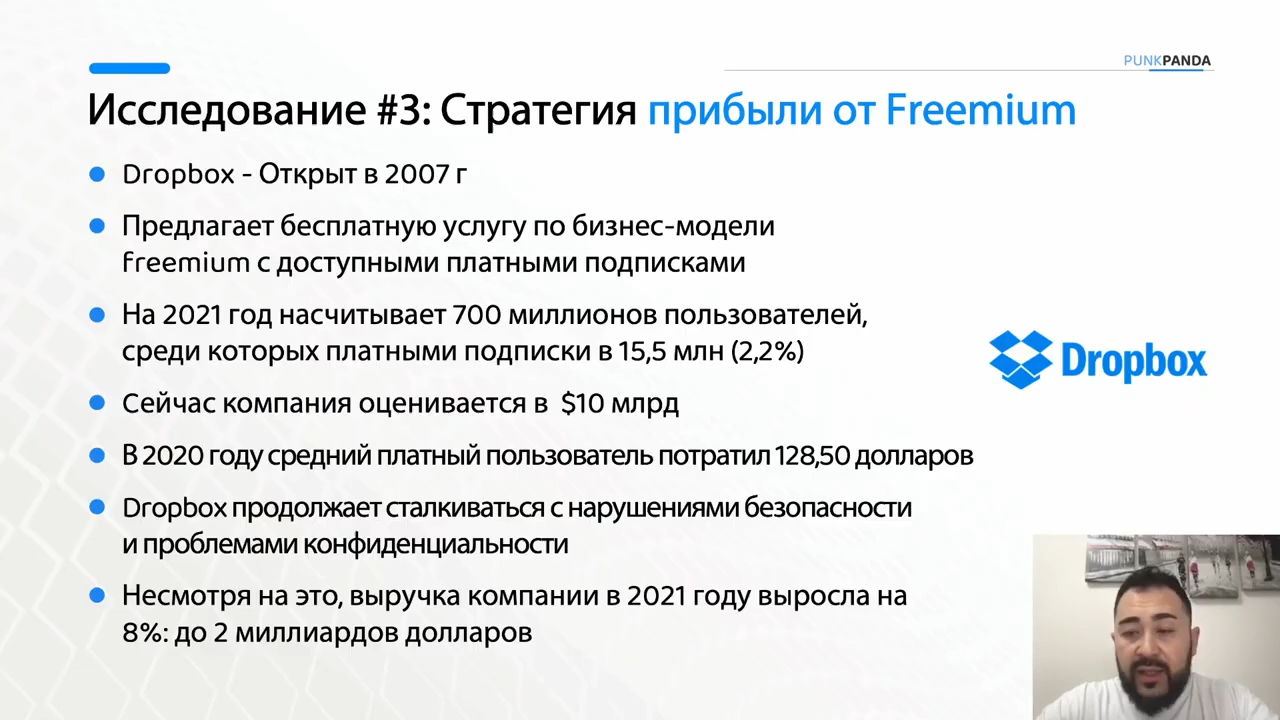 PUNKPANDA
Исследование #3: Стратегия прибыли от Freemium
Dropbox - Открыт в 2007 г
Предлагает бесплатную услугу по бизнес-модели
freemium с доступными платными подписками
На 2021 год насчитывает 700 миллионов пользователей,
среди которых платными подписки в 15,5 млн (2,2%)
Сейчас компания оценивается в $10 млрд
В 2020 году средний платный пользователь потратил 128,50 долларов
Dropbox продолжает сталкиваться с нарушениями безопасности
и проблемами конфиденциальности
Несмотря на это, выручка компании в 2021 году выросла на
8%: до 2 миллиардов долларов
Dropbox